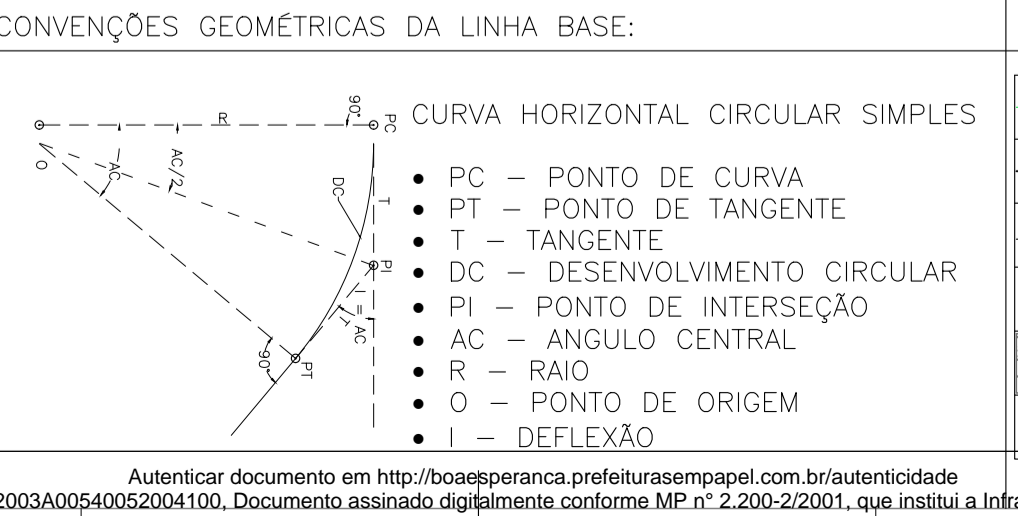 CONVENÇÕES GEOMÉTRICAS DA LINHA BASE:
R
90°
PC
O
AC
AC/2
DC
T
PI
I = AC
T
90°
PT
CURVA HORIZONTAL CIRCULAR SIMPLES
• PC – PONTO DE CURVA
• PT – PONTO DE TANGENTE
• T – TANGENTE
• DC – DESENVOLVIMENTO CIRCULAR
• PI – PONTO DE INTERSEÇÃO
• AC – ANGULO CENTRAL
• R – RAIO
• O – PONTO DE ORIGEM
• I – DEFLEXÃO
Autenticar documento em http://boaesperanca.prefeiturasempapel.com.br/autenticidade
2003A00540052004100, Documento assinado digitalmente conforme MP n° 2.200-2/2001, que institui a Infra